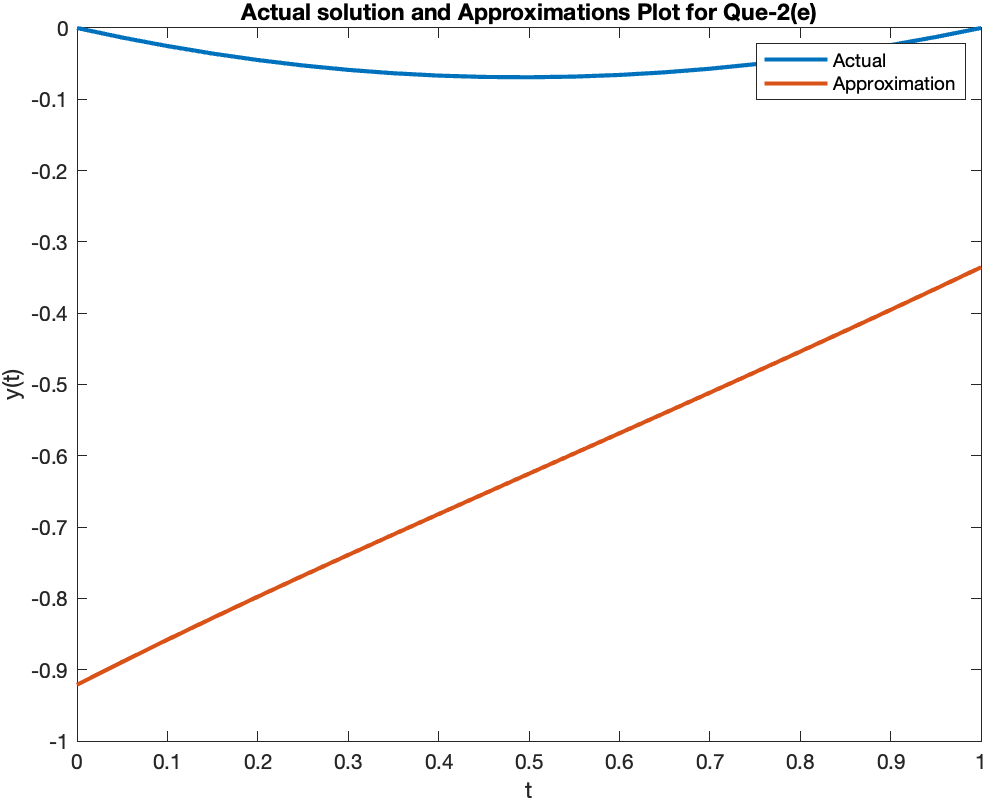 Actual solution and Approximations Plot for Que-2(e)
Actual
Approximation
0
-0.1
-0.2
-0.3
-0.4
-0.5
-0.6
-0.7
-0.8
-0.9
-1
y(t)
0 0.1 0.2 0.3 0.4 0.5 0.6 0.7 0.8 0.9 1
t